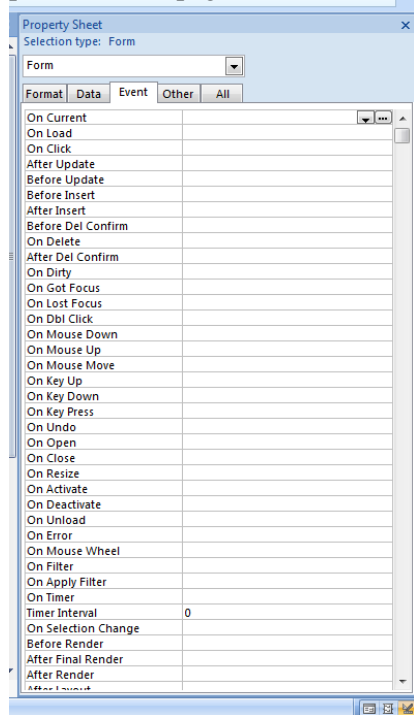 Property Sheet
Selection type: Form
Form
Format Data Event Other All
On Current
On Load
On Click
After Update
Before Update
Before Insert
After Insert
Before Del Confirm
On Delete
After Del Confirm
On Dirty
On Got Focus
On Lost Focus
On Dbl Click
On Mouse Down
On Mouse Up
On Mouse Move
On Key Up
On Key Down
On Key Press
On Undo
On Open
On Close
On Resize
On Activate
On Deactivate
On Unload
On Error
On Mouse Wheel
On Filter
On Apply Filter
On Timer
Timer Interval 0
On Selection Change
Before Render
After Final Render
After Render
After Layout